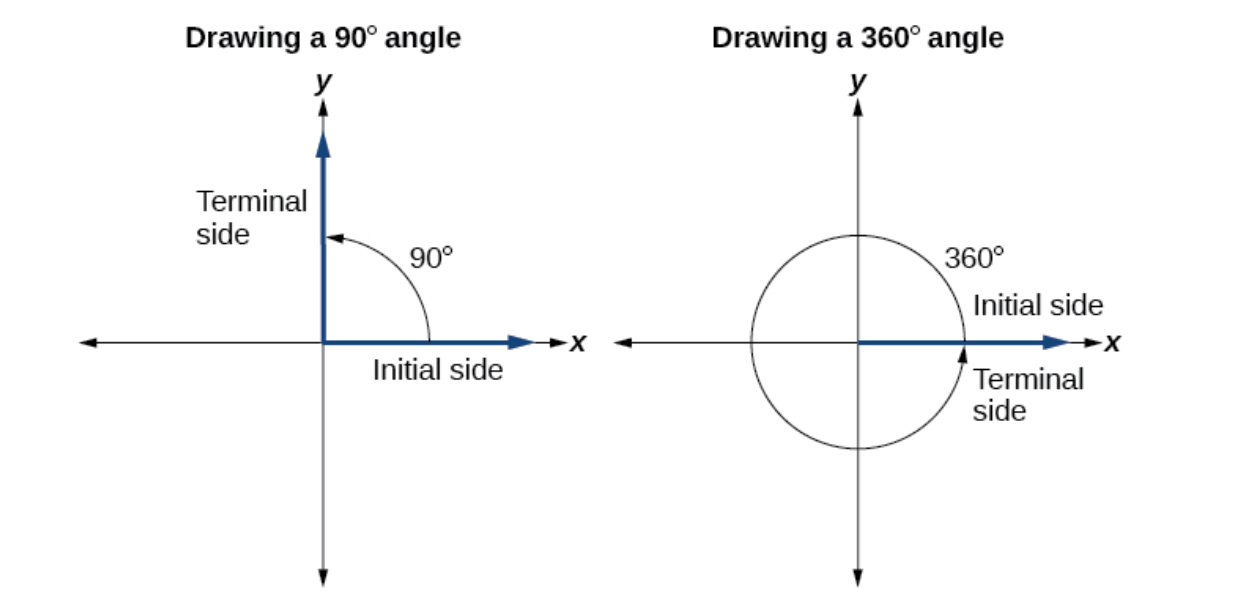 Drawing a 90° angle
y
Terminal
side
90°
x
Initial side
Drawing a 360° angle
y
360°
Initial side
x
Terminal
side